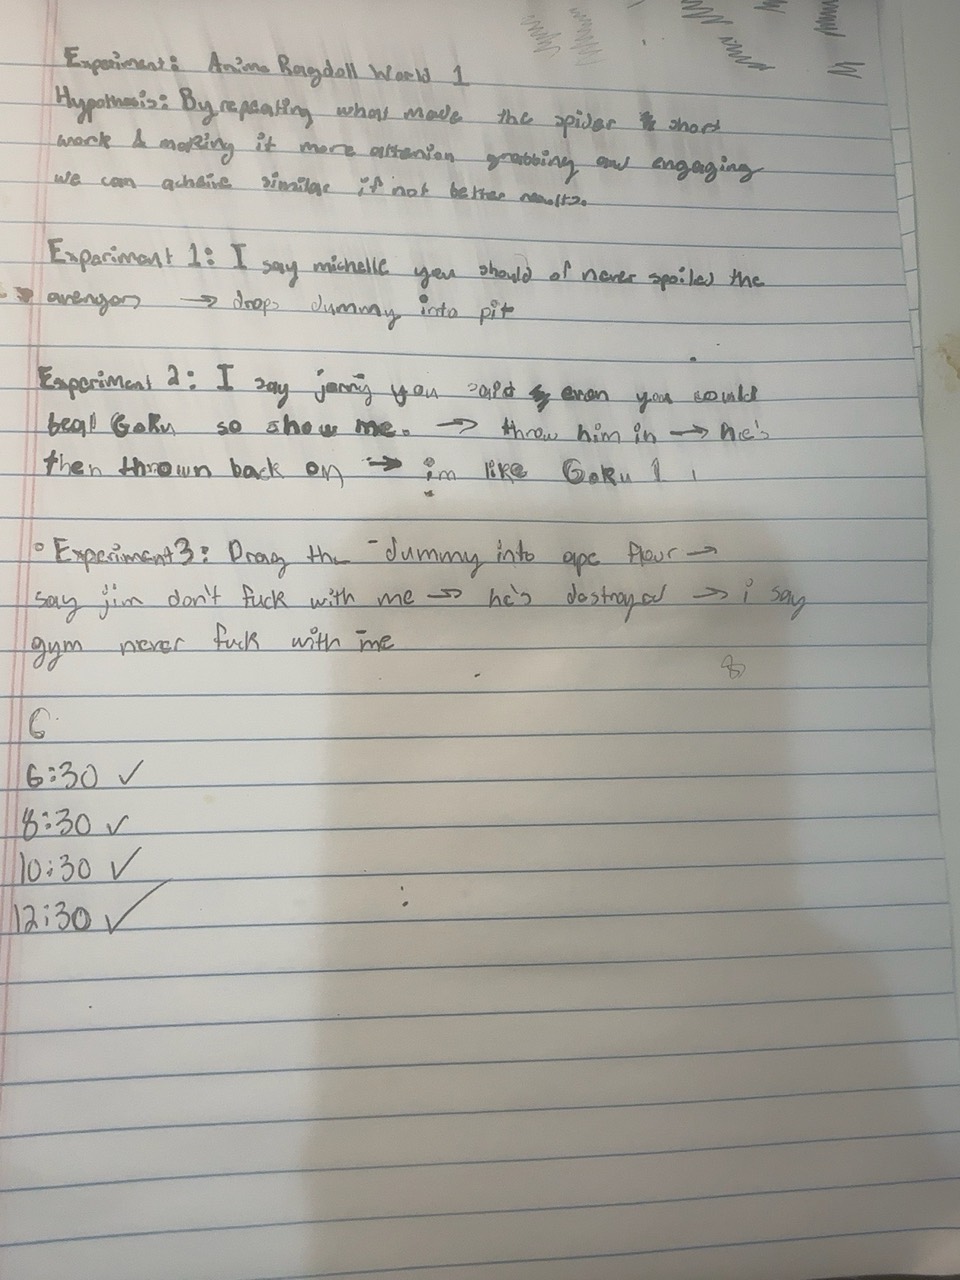 Experiment: Anime Ragdoll World 1
Hypothesis: By repeating what made the spider short
work & making it more attenion grabbing and engaging
we can acheive similar if not better results.
Experiment 1: I say michelle you should of never spoiled the
avengers → drops dummy into pit
Experiment 2: I say jerry you said even you could
beat Goku so show me. → throw him in → he's
then thrown back on → im like Goku 1
Experiment 3: Drag the dummy into ape floor →
say jim don't fuck with me → he's destroyed → i say
gym never fuck with me
8
6
6:30 ✓
8:30 ✓
10:30 ✓
12:30 ✓